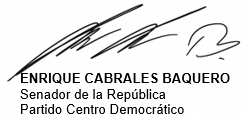 ENRIQUE CABRALES BAQUERO
Senador de la República
Partido Centro Democrático